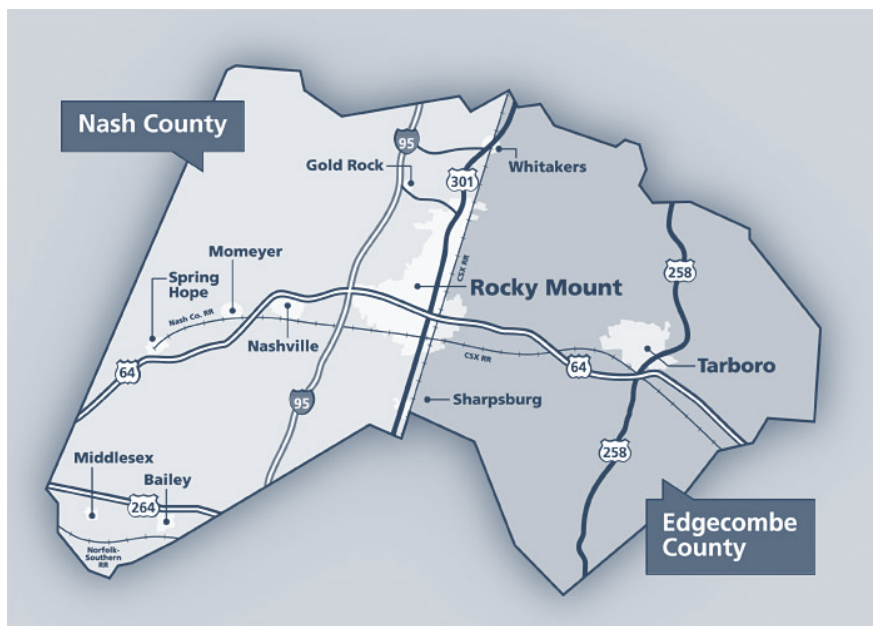 Nash County
95
Gold Rock
301
Whitakers
Momeyer
Spring
Hope
258
CSX RR
Rocky Mount
Nash Co. RR
Nashville
CSX RR
64
64
Tarboro
95
Sharpsburg
Middlesex
Bailey
258
264
Edgecombe
County
Norfolk-
Southern
RR